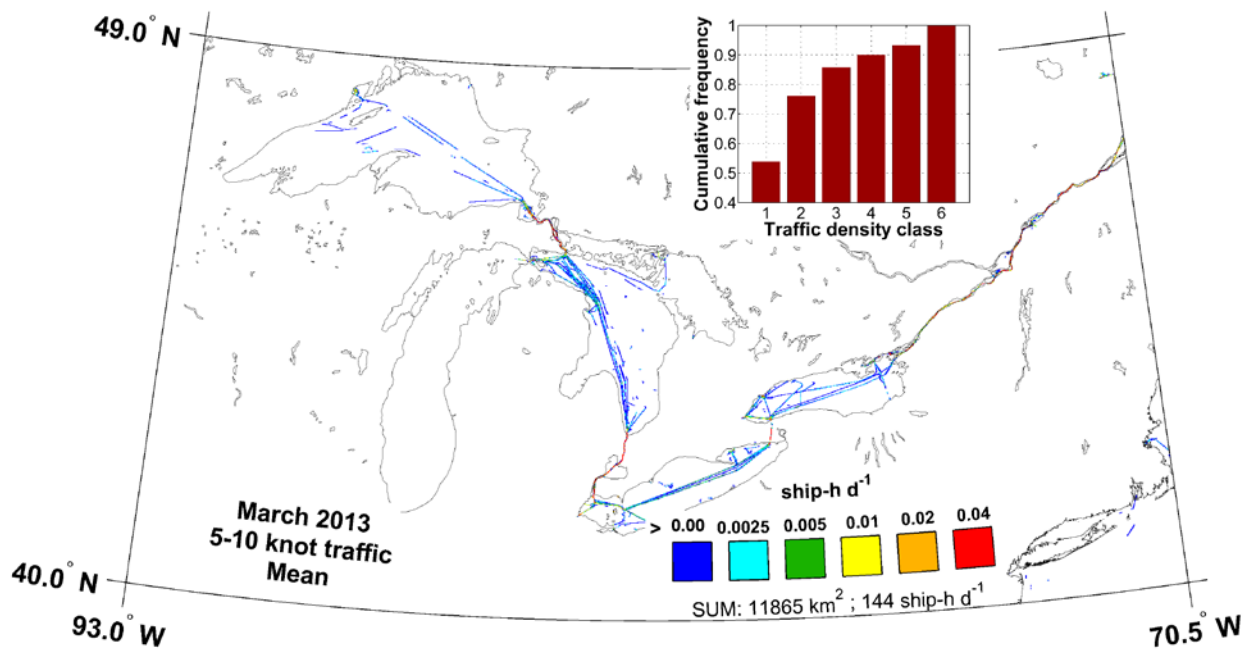 49.0° N
Cumulative frequency
1
0.9
0.8
0.7
0.6
0.5
0.4
1 2 3 4 5 6
Traffic density class
March 2013
5-10 knot traffic
Mean
ship-h d⁻¹
> 0.00 0.0025 0.005 0.01 0.02 0.04
SUM: 11865 km² ; 144 ship-h d⁻¹
40.0° N
93.0° W
70.5° W